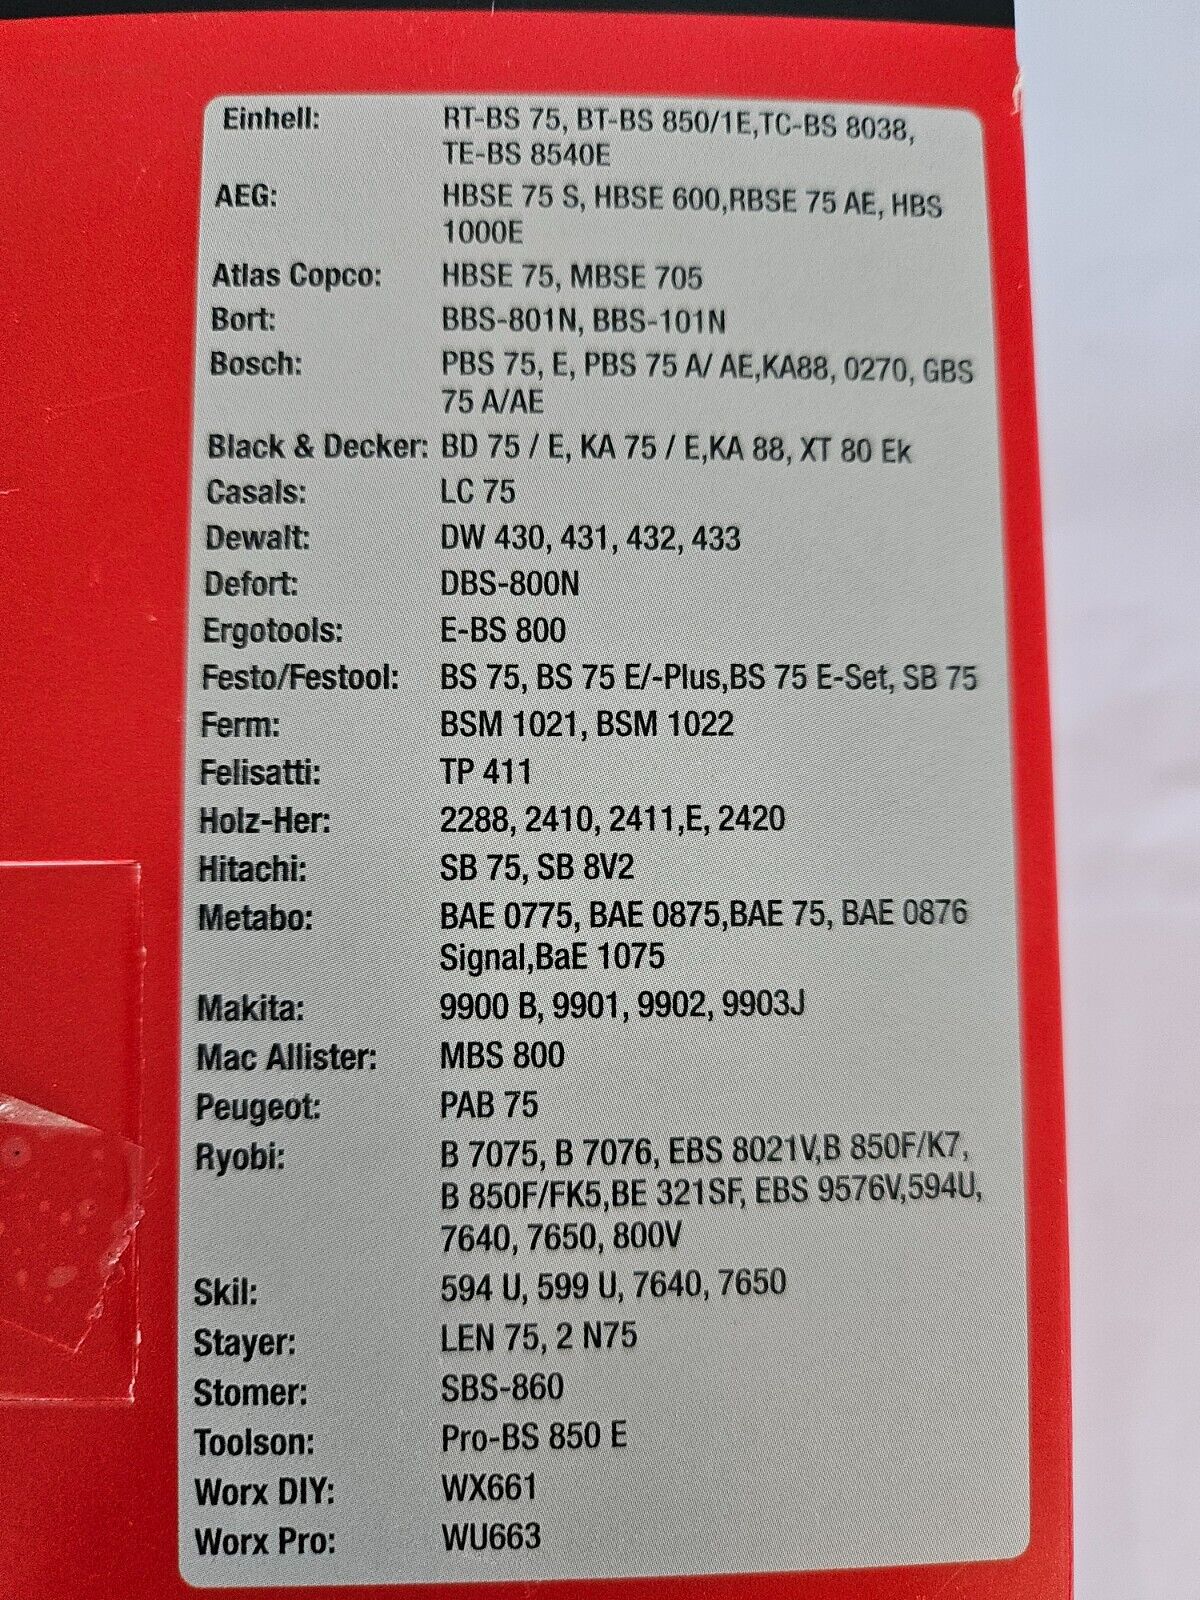 Einhell: RT-BS 75, BT-BS 850/1E,TC-BS 8038,
TE-BS 8540E
AEG: HBSE 75 S, HBSE 600,RBSE 75 AE, HBS
1000E
Atlas Copco: HBSE 75, MBSE 705
Bort: BBS-801N, BBS-101N
Bosch: PBS 75, E, PBS 75 A/ AE,KA88, 0270, GBS
75 A/AE
Black & Decker: BD 75 / E, KA 75 / E,KA 88, XT 80 Ek
Casals: LC 75
Dewalt: DW 430, 431, 432, 433
Defort: DBS-800N
Ergotools: E-BS 800
Festo/Festool: BS 75, BS 75 E/-Plus,BS 75 E-Set, SB 75
Ferm: BSM 1021, BSM 1022
Felisatti: TP 411
Holz-Her: 2288, 2410, 2411,E, 2420
Hitachi: SB 75, SB 8V2
Metabo: BAE 0775, BAE 0875,BAE 75, BAE 0876
Signal,BaE 1075
Makita: 9900 B, 9901, 9902, 9903J
Mac Allister: MBS 800
Peugeot: PAB 75
Ryobi: B 7075, B 7076, EBS 8021V,B 850F/K7,
B 850F/FK5,BE 321SF, EBS 9576V,594U,
7640, 7650, 800V
Skil: 594 U, 599 U, 7640, 7650
Stayer: LEN 75, 2 N75
Stomer: SBS-860
Toolson: Pro-BS 850 E
Worx DIY: WX661
Worx Pro: WU663